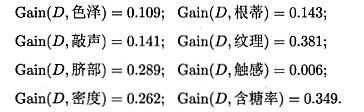 Gain(D,色泽) = 0.109;  Gain(D,根蒂) = 0.143;
Gain(D,敲声) = 0.141;  Gain(D,纹理) = 0.381;
Gain(D,脐部) = 0.289;  Gain(D,触感) = 0.006;
Gain(D,密度) = 0.262;  Gain(D,含糖率) = 0.349.